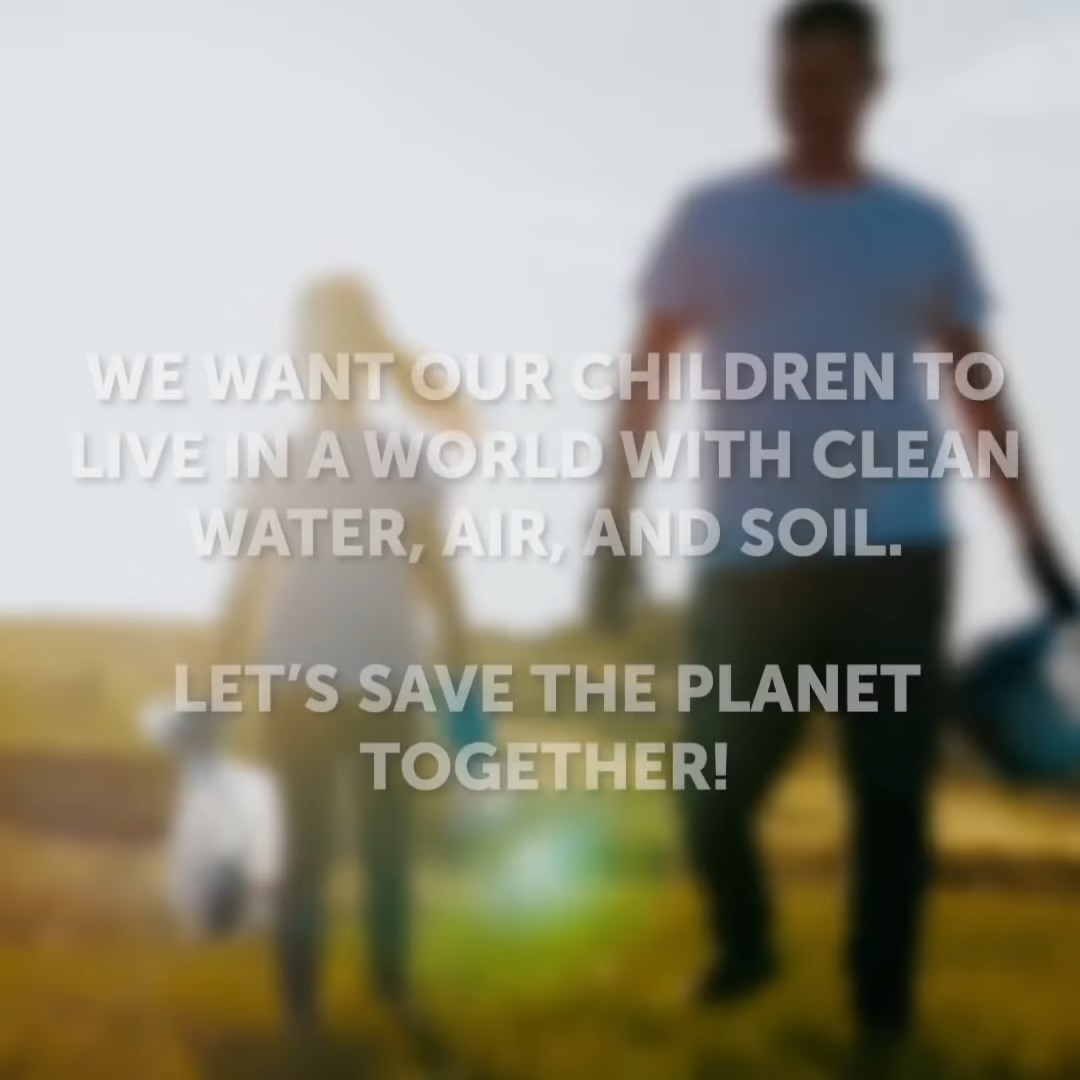 WE WANT OUR CHILDREN TO
LIVE IN A WORLD WITH CLEAN
WATER, AIR, AND SOIL.
LET’S SAVE THE PLANET
TOGETHER!